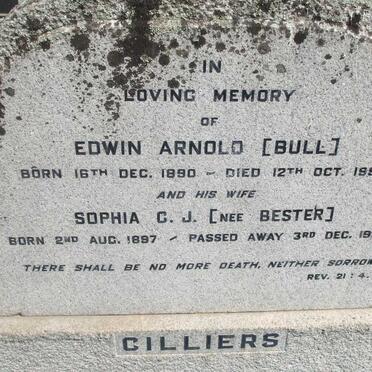 IN
LOVING MEMORY
OF
EDWIN ARNOLD [BULL]
BORN 16TH DEC. 1890 - DIED 12TH OCT.
AND HIS WIFE
SOPHIA C. J. [NEE BESTER]
BORN 2ND AUG. 1897 - PASSED AWAY 3RD DEC.
THERE SHALL BE NO MORE DEATH, NEITHER SORROW
REV. 21:4.
CILLIERS